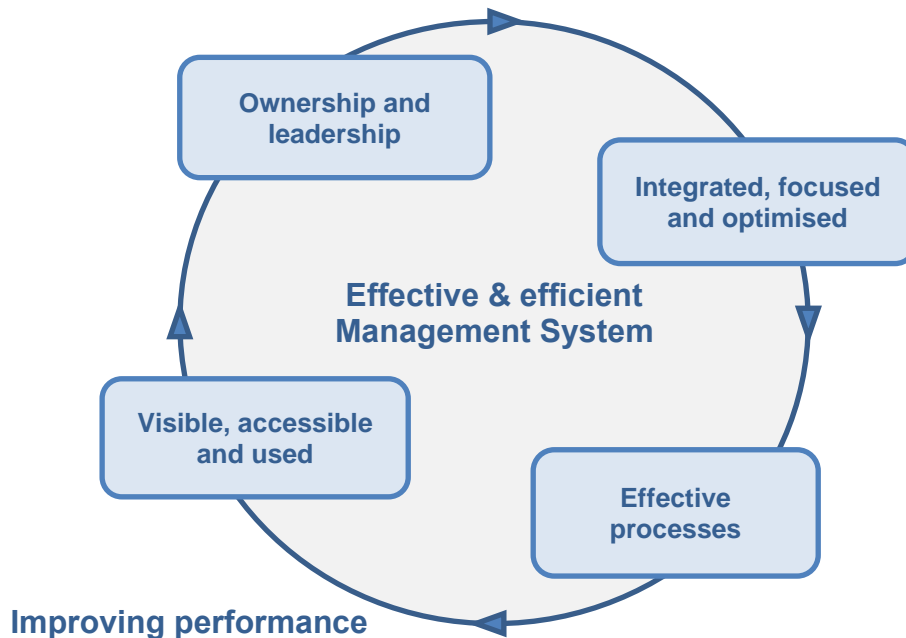 Ownership and
leadership
Integrated, focused
and optimised
Effective & efficient
Management System
Visible, accessible
and used
Effective
processes
Improving performance